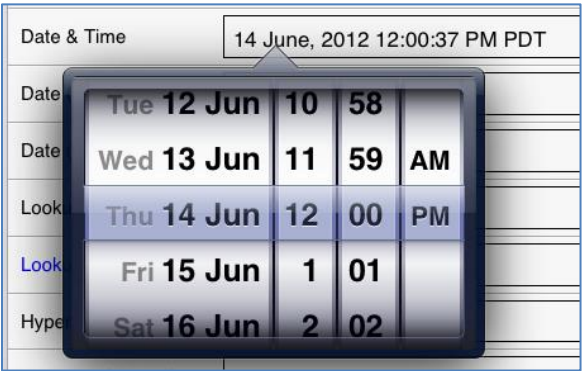 Date & Time 14 June, 2012 12:00:37 PM PDT
Date Tue 12 Jun 10 58
Date Wed 13 Jun 11 59 AM
Look Thu 14 Jun 12 00 PM
Look Fri 15 Jun 1 01
Hype Sat 16 Jun 2 02